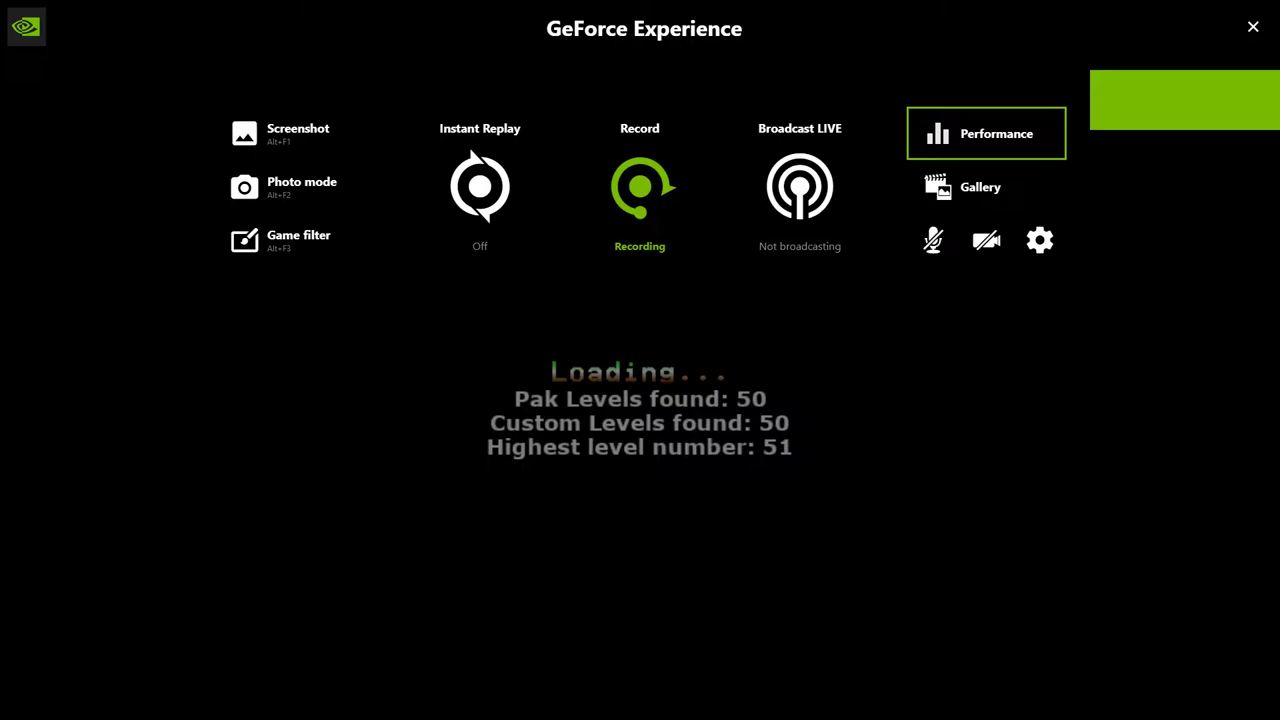 GeForce Experience
Screenshot
Alt+F1
Photo mode
Alt+F2
Game filter
Alt+F3
Instant Replay
Off
Record
Recording
Broadcast LIVE
Not broadcasting
Performance
Gallery
Loading...
Pak Levels found: 50
Custom Levels found: 50
Highest level number: 51